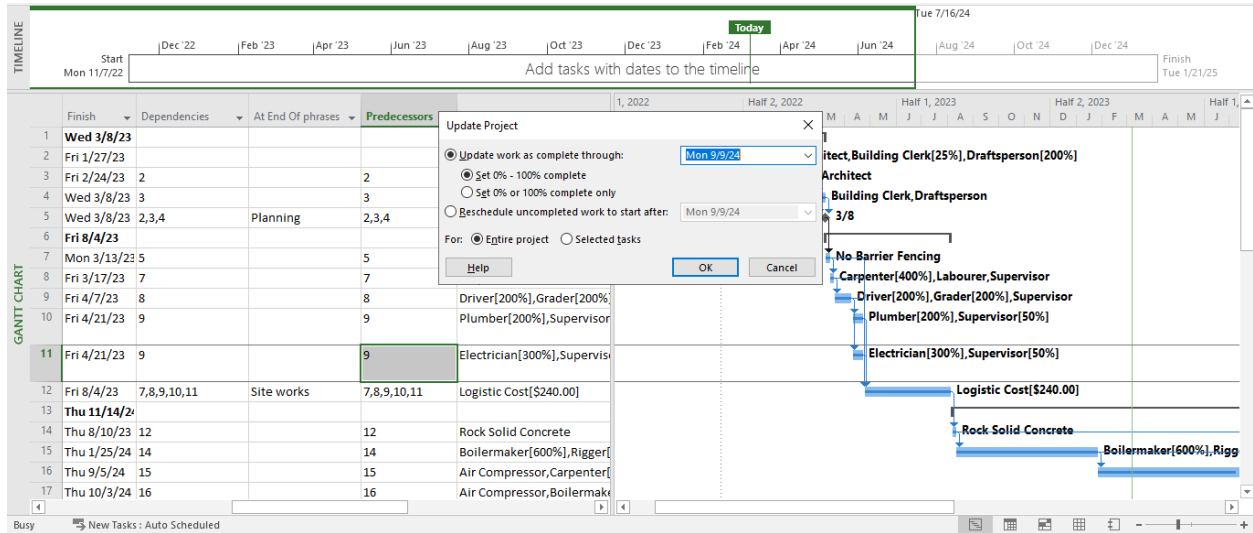 TIMELINE
Tue 7/16/24
Today
Dec '22 Feb '23 Apr '23 Jun '23 Aug '23 Oct '23 Dec '23 Feb '24 Apr '24 Jun '24 Aug '24 Oct '24 Dec '24
Start
Mon 11/7/22
Add tasks with dates to the timeline
Finish
Tue 1/21/25
GANTT CHART
Finish Dependencies At End Of phrases Predecessors
1 Wed 3/8/23
2 Fri 1/27/23
3 Fri 2/24/23 2 2
4 Wed 3/8/23 3 3
5 Wed 3/8/23 2,3,4 Planning 2,3,4
6 Fri 8/4/23
7 Mon 3/13/23 5 5
8 Fri 3/17/23 7 7
9 Fri 4/7/23 8 8 Driver[200%],Grader[200%]
10 Fri 4/21/23 9 9 Plumber[200%],Supervisor
11 Fri 4/21/23 9 9 Electrician[300%],Superviso
12 Fri 8/4/23 7,8,9,10,11 Site works 7,8,9,10,11 Logistic Cost[$240.00]
13 Thu 11/14/24
14 Thu 8/10/23 12 12 Rock Solid Concrete
15 Thu 1/25/24 14 14 Boilermaker[600%],Rigger[
16 Thu 9/5/24 15 15 Air Compressor,Carpenter[
17 Thu 10/3/24 16 16 Air Compressor,Boilermake
Update Project
Update work as complete through: Mon 9/9/24
Set 0% - 100% complete
Set 0% or 100% complete only
Reschedule uncompleted work to start after: Mon 9/9/24
For: Entire project Selected tasks
Help OK Cancel
1, 2022 Half 2, 2022 Half 1, 2023 Half 2, 2023 Half 1,
M A M J J A S O N D J F M A M J
itect,Building Clerk[25%],Draftsperson[200%]
Architect
Building Clerk,Draftsperson
3/8
No Barrier Fencing
Carpenter[400%],Labourer,Supervisor
Driver[200%],Grader[200%],Supervisor
Plumber[200%],Supervisor[50%]
Electrician[300%],Supervisor[50%]
Logistic Cost[$240.00]
Rock Solid Concrete
Boilermaker[600%],Rigg
Busy New Tasks : Auto Scheduled